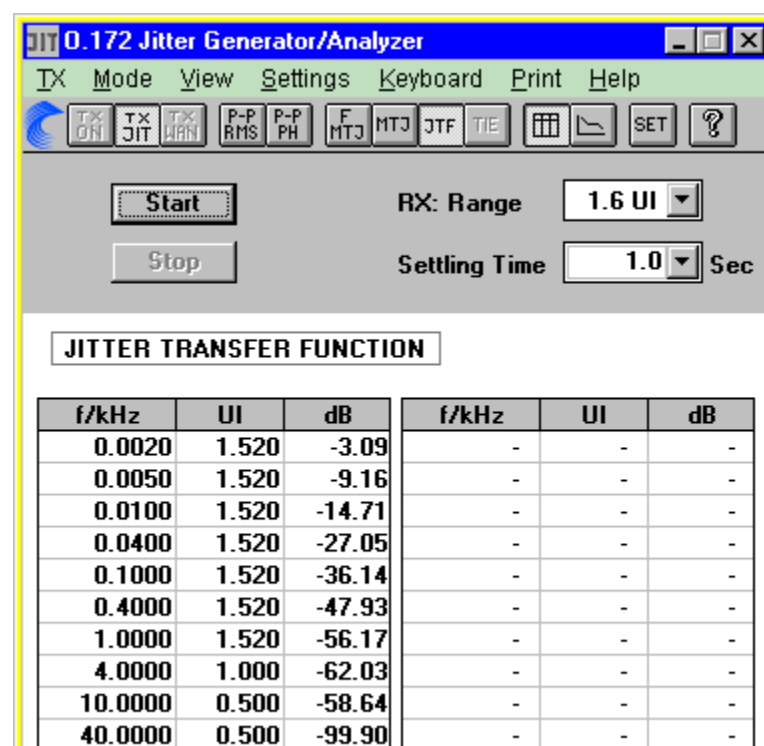 JIT O.172 Jitter Generator/Analyzer
TX Mode View Settings Keyboard Print Help
TX ON TX JIT TX WAN P-P RMS P-P PH F MTJ MTJ JTF TIE SET ?
Start RX: Range 1.6 UI
Stop Settling Time 1.0 Sec
JITTER TRANSFER FUNCTION
f/kHz UI dB f/kHz UI dB
0.0020 1.520 -3.09 - - -
0.0050 1.520 -9.16 - - -
0.0100 1.520 -14.71 - - -
0.0400 1.520 -27.05 - - -
0.1000 1.520 -36.14 - - -
0.4000 1.520 -47.93 - - -
1.0000 1.520 -56.17 - - -
4.0000 1.000 -62.03 - - -
10.0000 0.500 -58.64 - - -
40.0000 0.500 -99.90 - - -